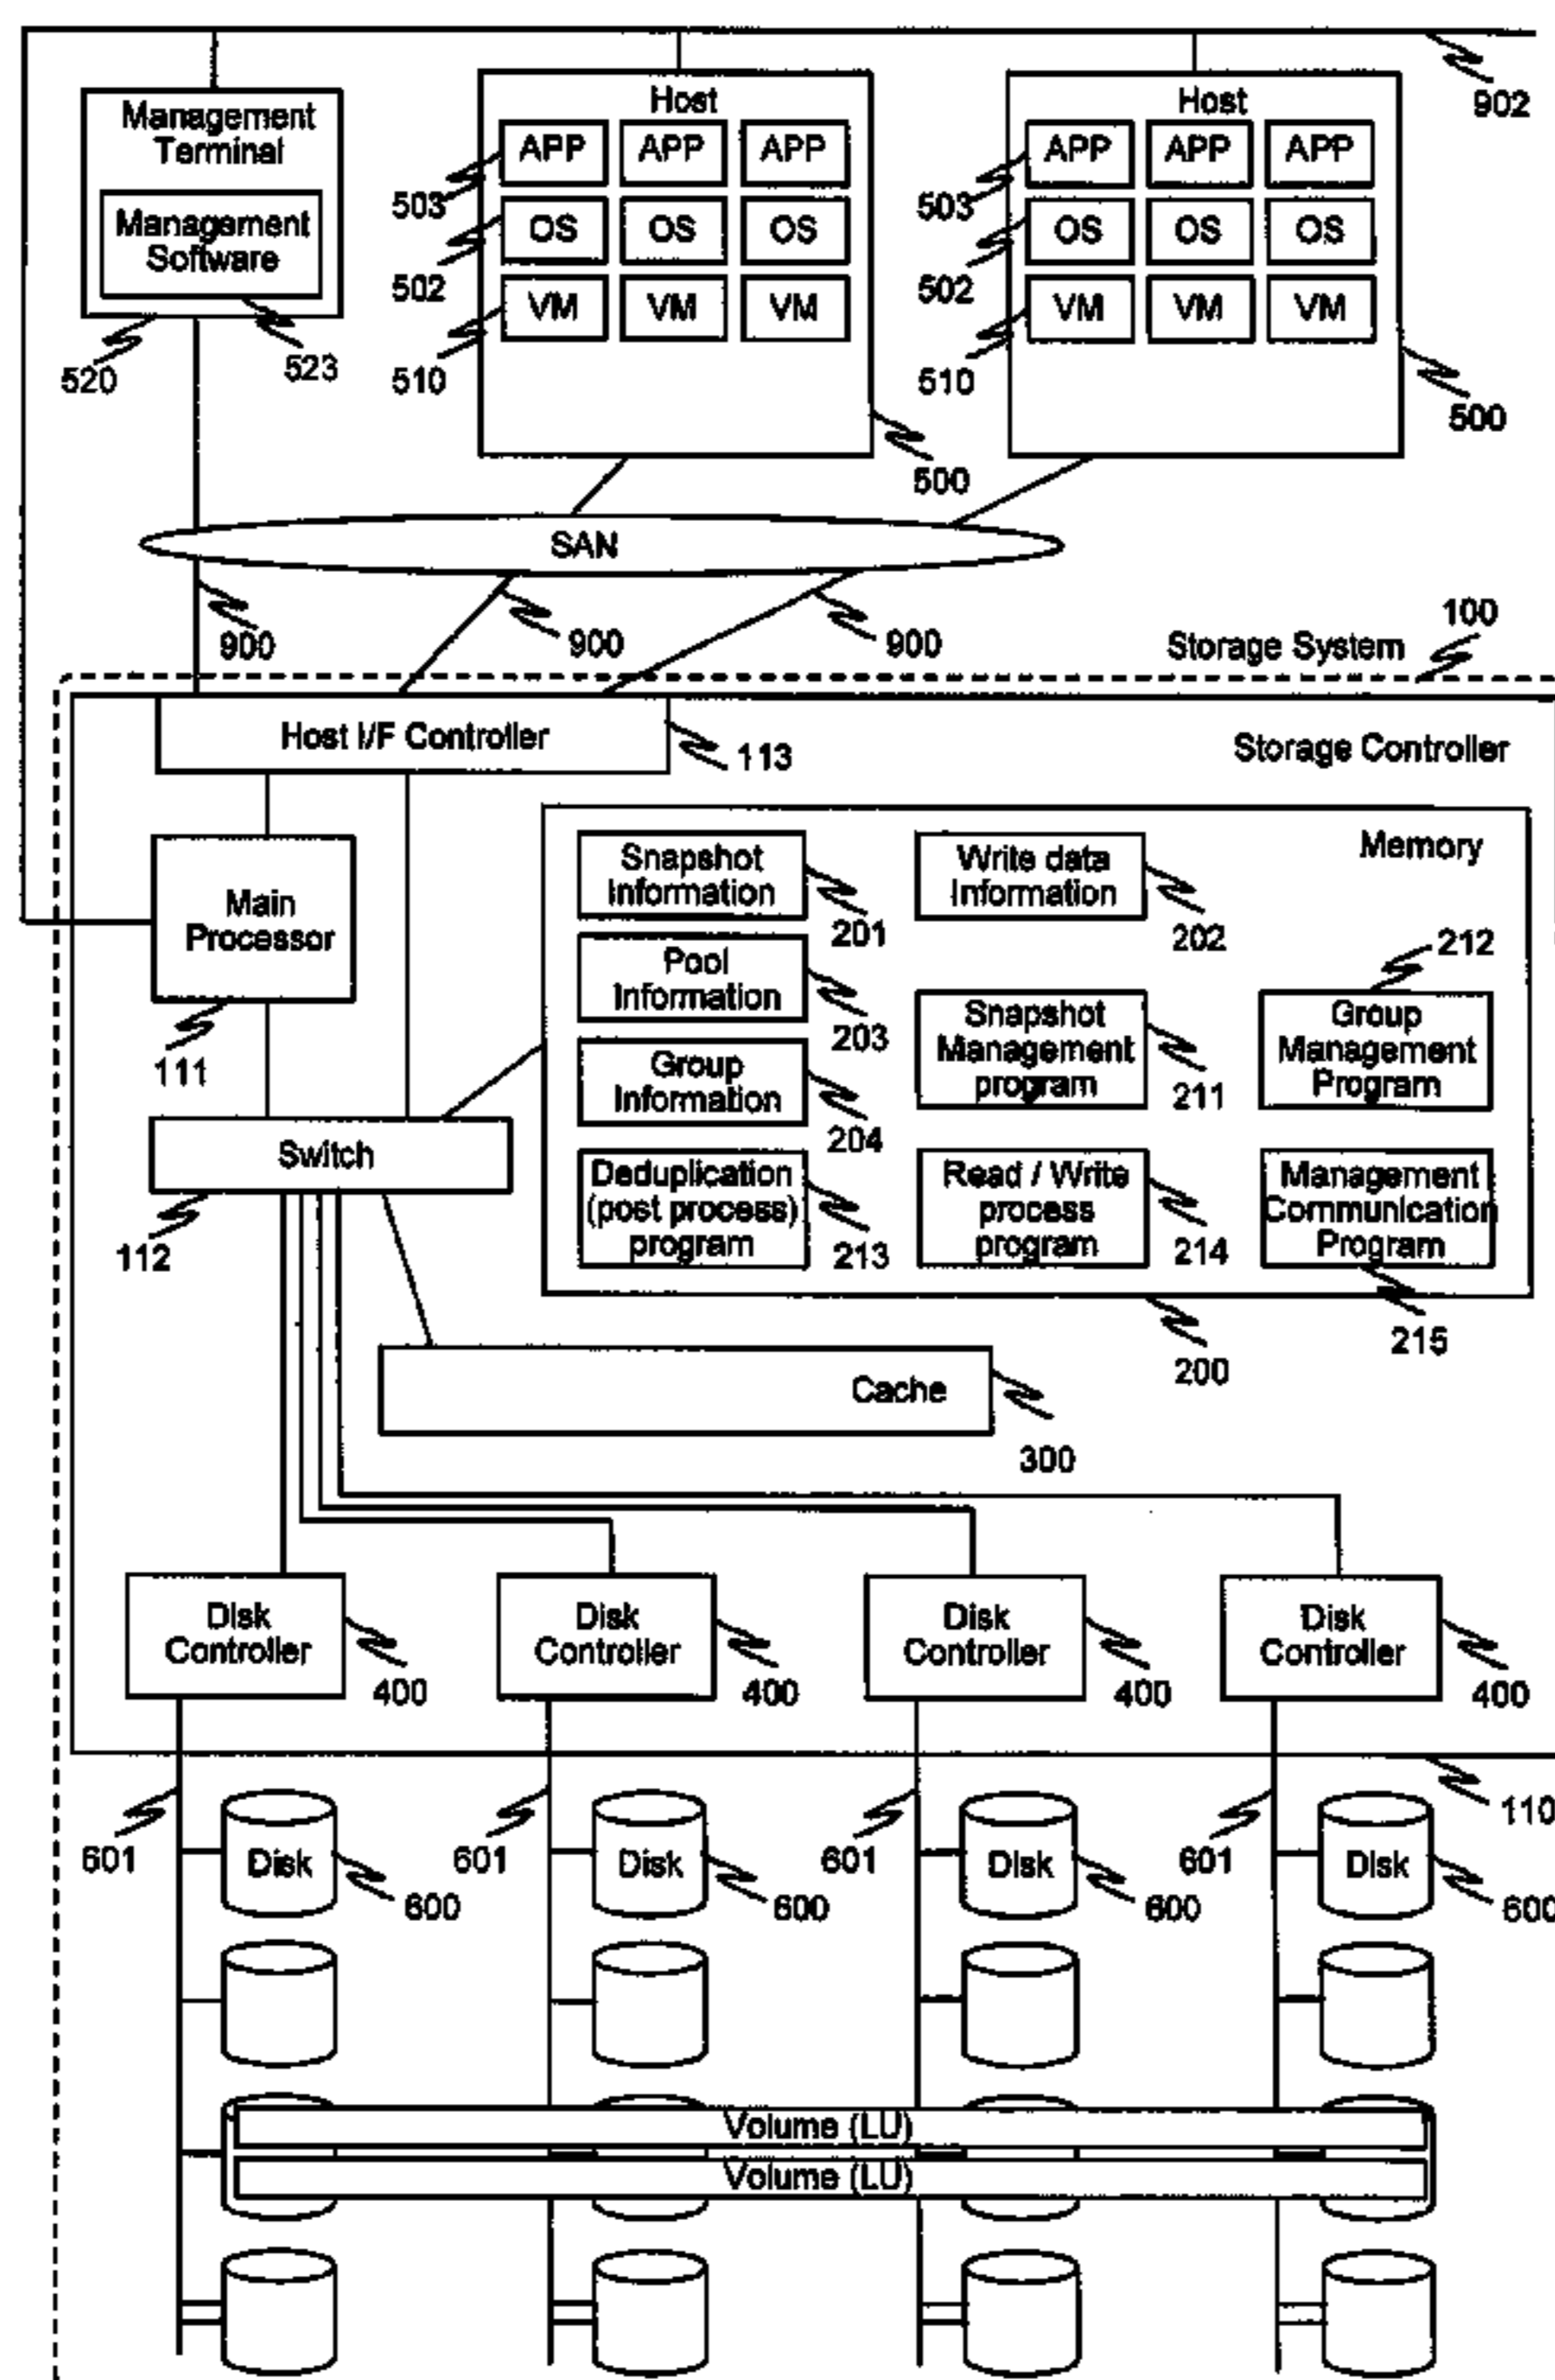 902
Management
Terminal
Management
Software
520
523
Host
APP APP APP
OS OS OS
VM VM VM
503
502
510
500
Host
APP APP APP
OS OS OS
VM VM VM
503
502
510
500
SAN
900
900
900
Storage System
100
Host I/F Controller
113
Storage Controller
Main
Processor
111
Memory
Snapshot
Information
201
Write data
Information
202
Pool
Information
203
Snapshot
Management
program
211
212
Group
Management
Program
Group
Information
204
Switch
112
Deduplication
(post process)
program
213
Read / Write
process
program
214
Management
Communication
Program
215
200
Cache
300
Disk
Controller
400
Disk
Controller
400
Disk
Controller
400
Disk
Controller
400
110
601
Disk
600
601
Disk
600
601
Disk
600
601
Disk
600
Volume (LU)
Volume (LU)